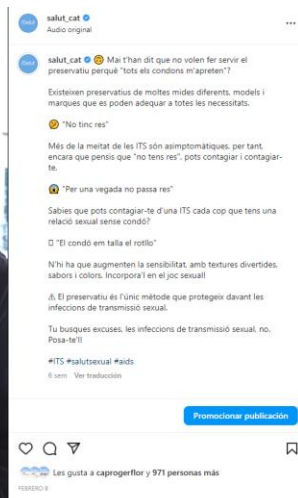 salut_cat
Audio original
salut_cat 🙃 Mai t'han dit que no volen fer servir el
preservatiu perquè "tots els condons m'apreten"?
Existeixen preservatius de moltes mides diferents, models i
marques que es poden adequar a totes les necessitats.
"No tinc res"
Més de la meitat de les ITS són asimptomàtiques, per tant,
encara que pensis que "no tens res", pots contagiar i contagiar-
te.
😱 "Per una vegada no passa res"
Sabies que pots contagiar-te d'una ITS cada cop que tens una
relació sexual sense condó?
"El condó em talla el rotllo"
N'hi ha que augmenten la sensibilitat, amb textures divertides,
sabors i colors. Incorpora'l en el joc sexual!
⚠ El preservatiu és l'únic mètode que protegeix davant les
infeccions de transmissió sexual.
Tu busques excuses, les infeccions de transmissió sexual, no.
Posa-te'l!
#ITS #salutsexual #aids
6 sem Ver traducción
Promocionar publicación
Les gusta a caprogerflor y 971 personas más
FEBRERO 8